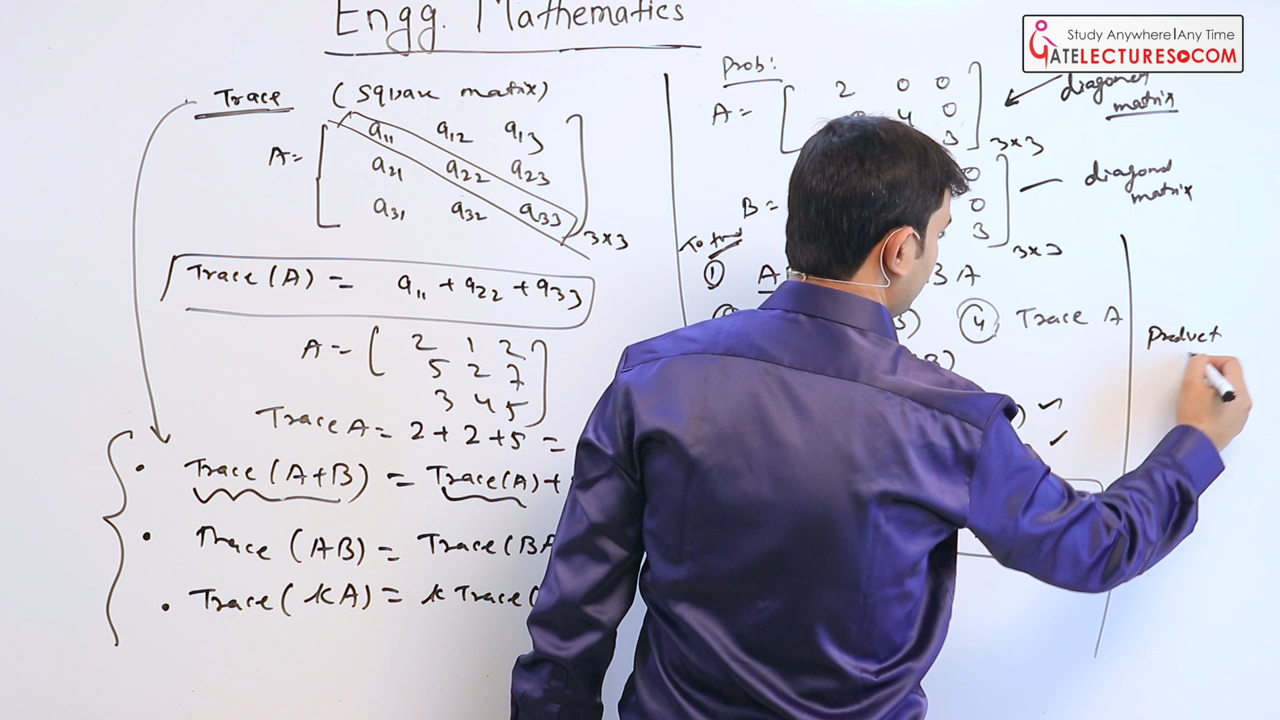 Engg. Mathematics
Study Anywhere|Any Time
GATELECTURES.COM
Trace (Square matrix)
A = [ a11 a12 a13
a21 a22 a23
a31 a32 a33 ] 3×3
Trace (A) = a11 + a22 + a33
A = [ 2 1 2
5 2 7
3 4 5 ]
Trace A = 2 + 2 + 5 =
• Trace (A+B) = Trace(A) +
• Trace (AB) = Trace(BA
• Trace (KA) = K Trace (
Prob:
A = [ 2 0 0
4 0
3 ] 3×3
diagonal
matrix
B = 0
0
3 ] 3×3
diagonal
matrix
To find
① A B A
④ Trace A
Product